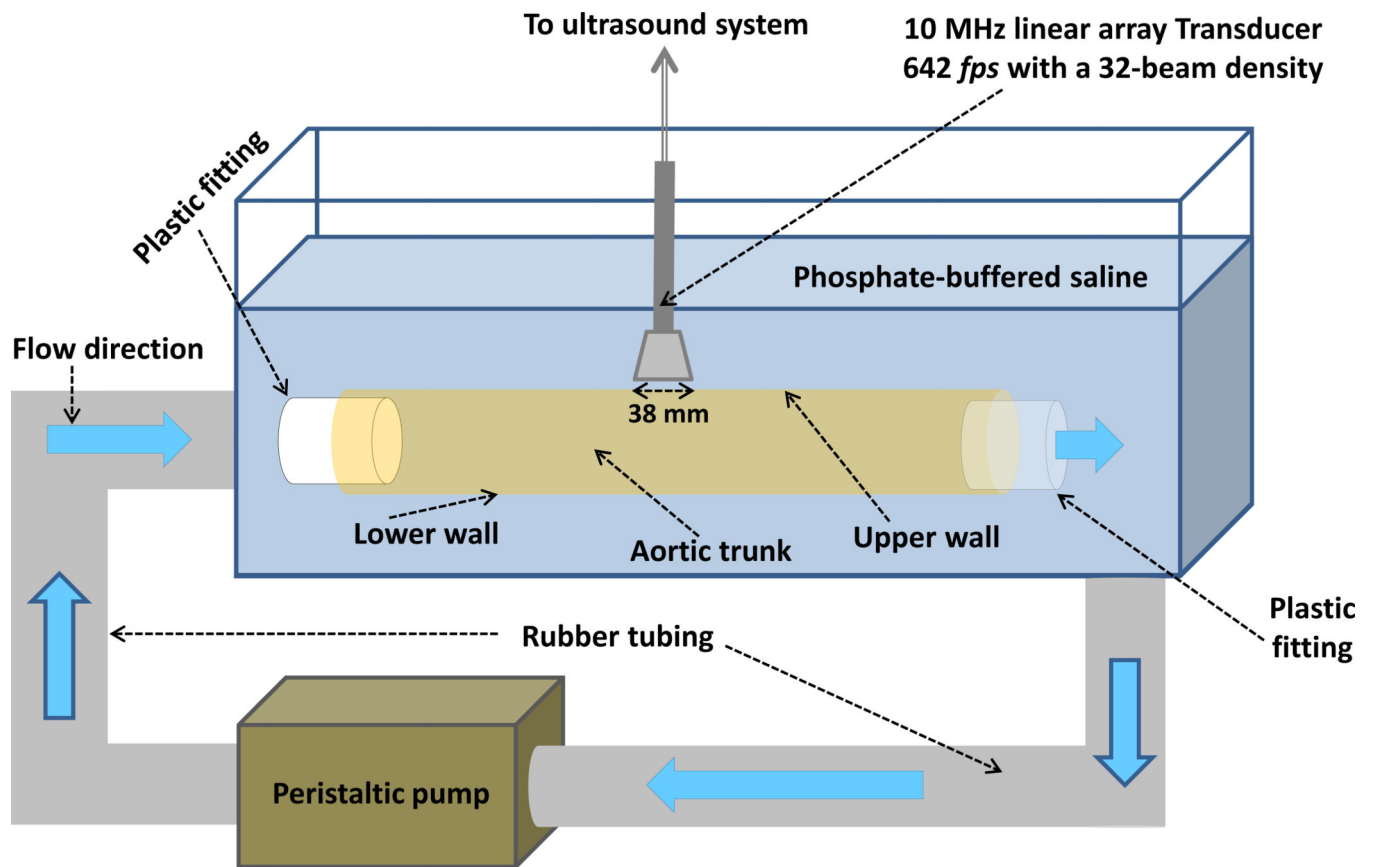 To ultrasound system
10 MHz linear array Transducer
642 fps with a 32-beam density
Plastic fitting
Phosphate-buffered saline
Flow direction
38 mm
Lower wall
Aortic trunk
Upper wall
Plastic
fitting
Rubber tubing
Peristaltic pump